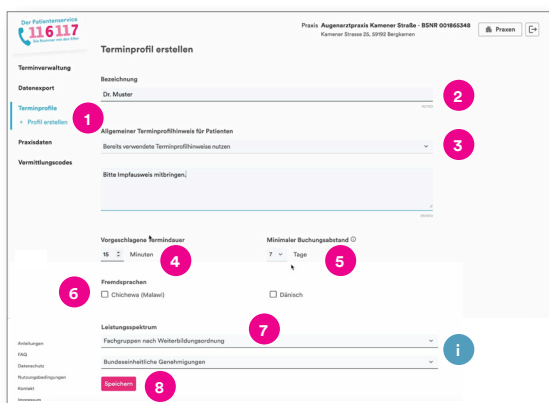 Der Patientenservice
116117
Die Nummer mit den Elfen
Praxis Augenarztpraxis Kamener Straße - BSNR 001865348
Kamener Strasse 25, 59192 Bergkamen
Praxen
Terminprofil erstellen
Terminverwaltung
Datenexport
Terminprofile
+ Profil erstellen
Praxisdaten
Vermittlungscodes
1
Bezeichnung
Dr. Muster
2
Allgemeiner Terminprofilhinweis für Patienten
Bereits verwendete Terminprofilhinweise nutzen
3
Bitte Impfausweis mitbringen.
Vorgeschlagene Termindauer
15 Minuten
4
Minimaler Buchungsabstand
7 Tage
5
6
Fremdsprachen
Chichewa (Malawi)
Dänisch
Leistungsspektrum
7
Fachgruppen nach Weiterbildungsordnung
i
Bundeseinheitliche Genehmigungen
Speichern
8
Anleitungen
FAQ
Datenschutz
Nutzungsbedingungen
Kontakt
Impressum